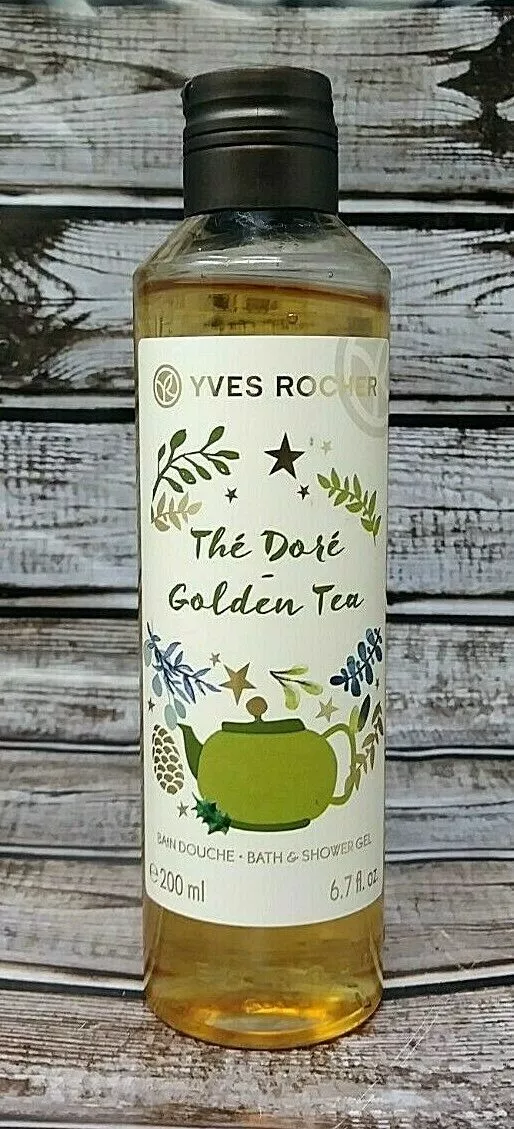 YVES ROCHER
Thé Doré
-
Golden Tea
BAIN DOUCHE • BATH & SHOWER GEL
℮200 ml 6.7 fl. oz.